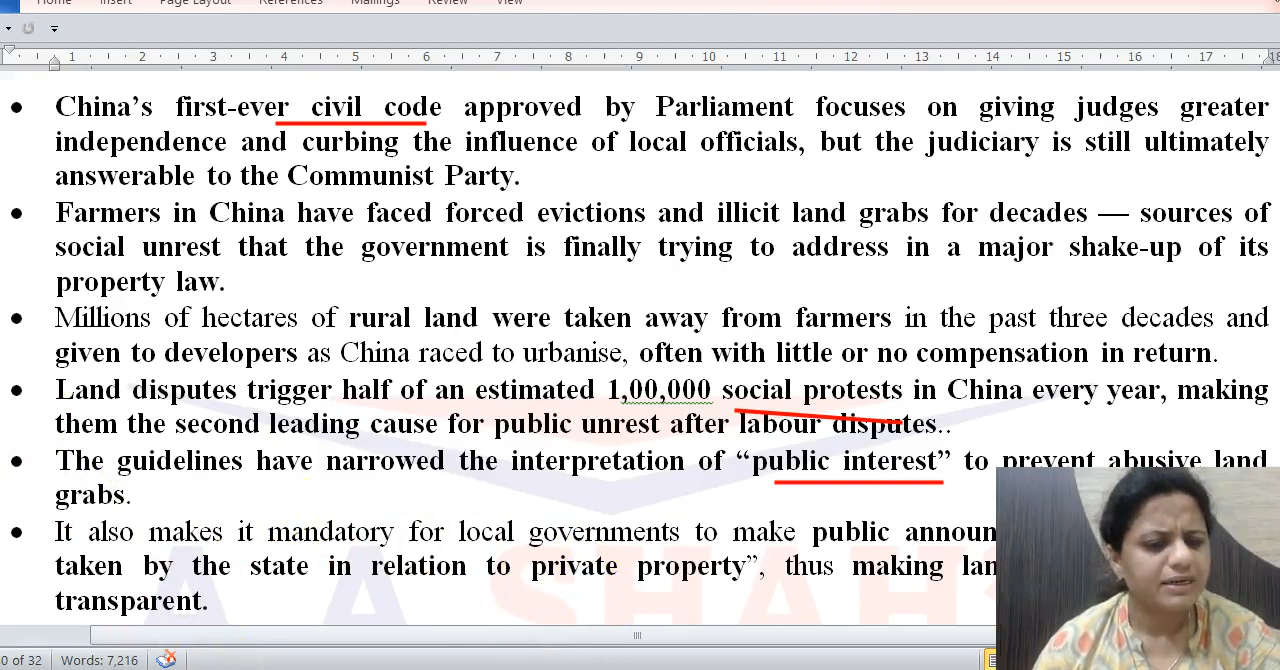 Home Insert Page Layout References Mailings Review View
1 2 3 4 5 6 7 8 9 10 11 12 13 14 15 16 17 18
• China’s first-ever civil code approved by Parliament focuses on giving judges greater
independence and curbing the influence of local officials, but the judiciary is still ultimately
answerable to the Communist Party.
• Farmers in China have faced forced evictions and illicit land grabs for decades — sources of
social unrest that the government is finally trying to address in a major shake-up of its
property law.
• Millions of hectares of rural land were taken away from farmers in the past three decades and
given to developers as China raced to urbanise, often with little or no compensation in return.
• Land disputes trigger half of an estimated 1,00,000 social protests in China every year, making
them the second leading cause for public unrest after labour disputes..
• The guidelines have narrowed the interpretation of “public interest” to prevent abusive land
grabs.
• It also makes it mandatory for local governments to make public
taken by the state in relation to private property”, thus making
transparent.
A A SHAH
0 of 32 Words: 7,216